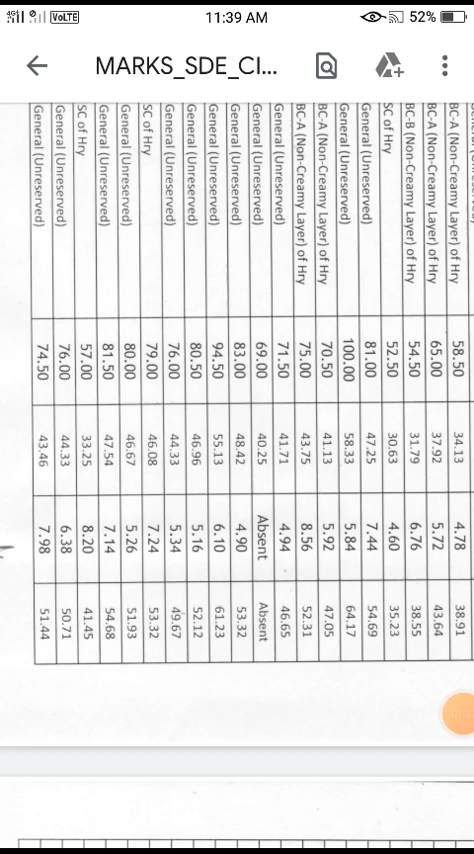 4G VoLTE 11:39 AM 52%
MARKS_SDE_CI...
BC-A (Non-Creamy Layer) of Hry 58.50 34.13 4.78 38.91
BC-A (Non-Creamy Layer) of Hry 65.00 37.92 5.72 43.64
BC-B (Non-Creamy Layer) of Hry 54.50 31.79 6.76 38.55
SC of Hry 52.50 30.63 4.60 35.23
General (Unreserved) 81.00 47.25 7.44 54.69
General (Unreserved) 100.00 58.33 5.84 64.17
BC-A (Non-Creamy Layer) of Hry 70.50 41.13 5.92 47.05
BC-A (Non-Creamy Layer) of Hry 75.00 43.75 8.56 52.31
General (Unreserved) 71.50 41.71 4.94 46.65
General (Unreserved) 69.00 40.25 Absent Absent
General (Unreserved) 83.00 48.42 4.90 53.32
General (Unreserved) 94.50 55.13 6.10 61.23
General (Unreserved) 80.50 46.96 5.16 52.12
General (Unreserved) 76.00 44.33 5.34 49.67
SC of Hry 79.00 46.08 7.24 53.32
General (Unreserved) 80.00 46.67 5.26 51.93
General (Unreserved) 81.50 47.54 7.14 54.68
SC of Hry 57.00 33.25 8.20 41.45
General (Unreserved) 76.00 44.33 6.38 50.71
General (Unreserved) 74.50 43.46 7.98 51.44